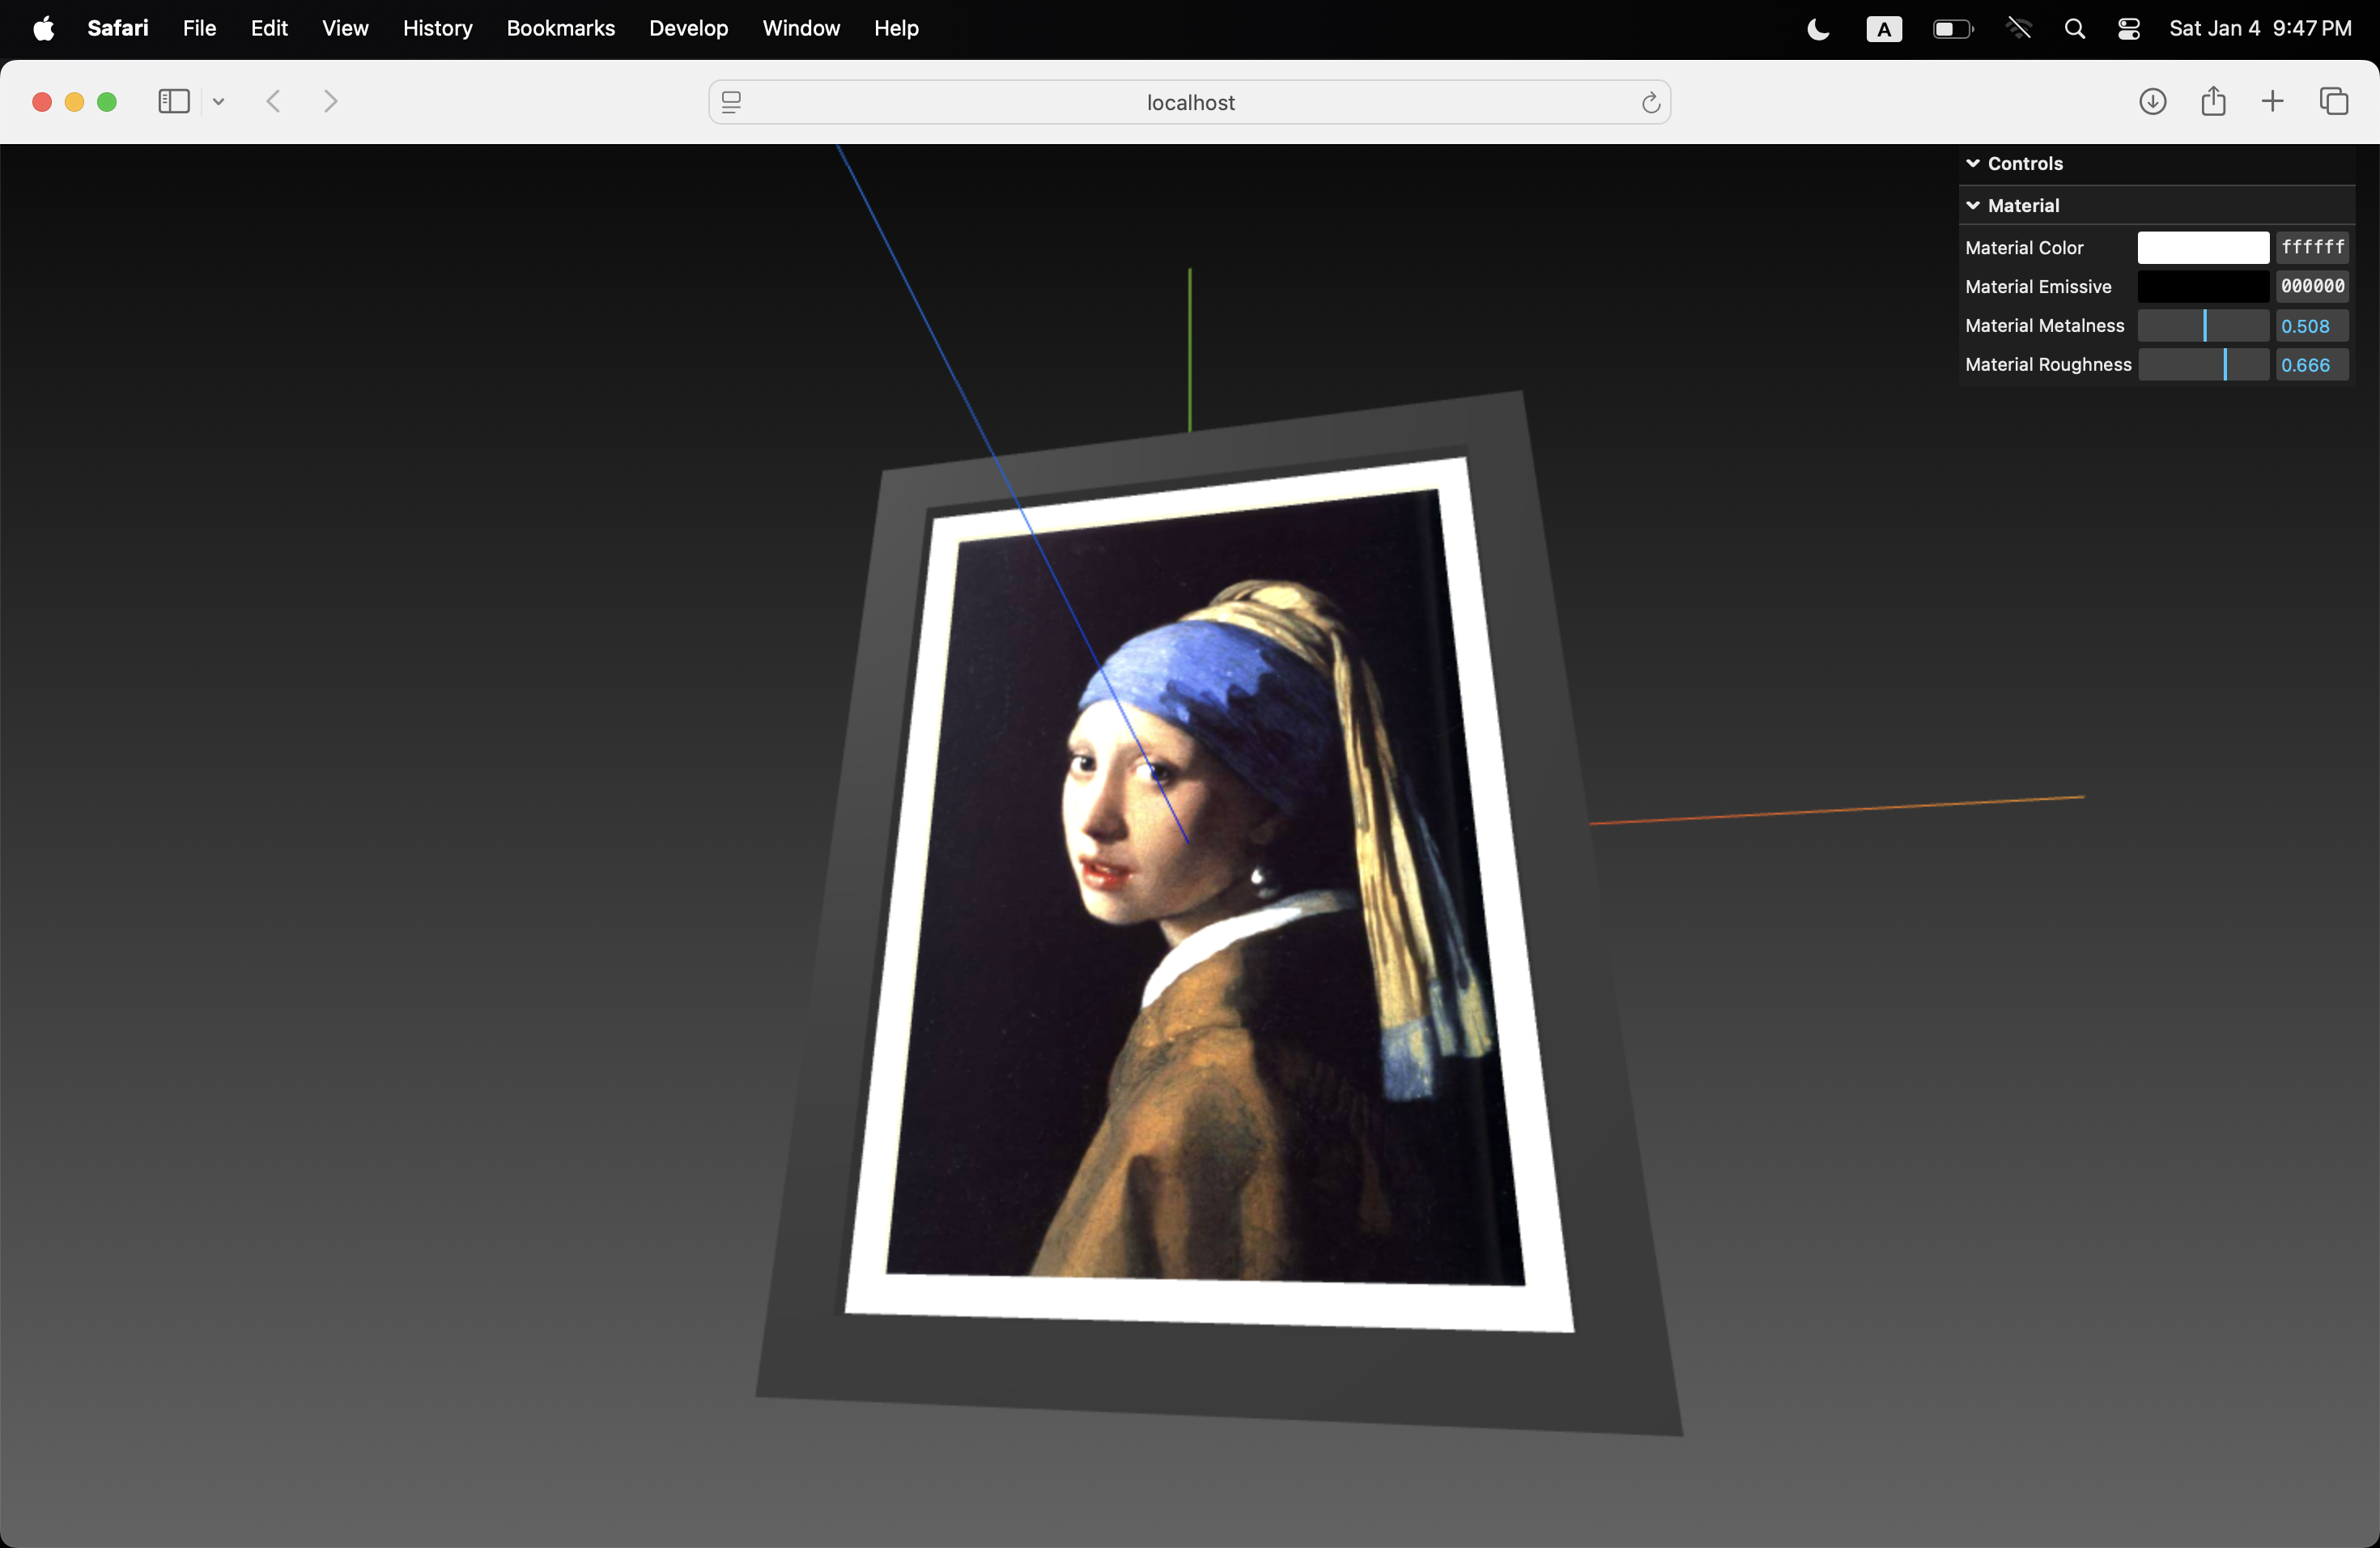 Safari File Edit View History Bookmarks Develop Window Help A Sat Jan 4 9:47 PM
localhost
Controls
Material
Material Color ffffff
Material Emissive 000000
Material Metalness 0.508
Material Roughness 0.666